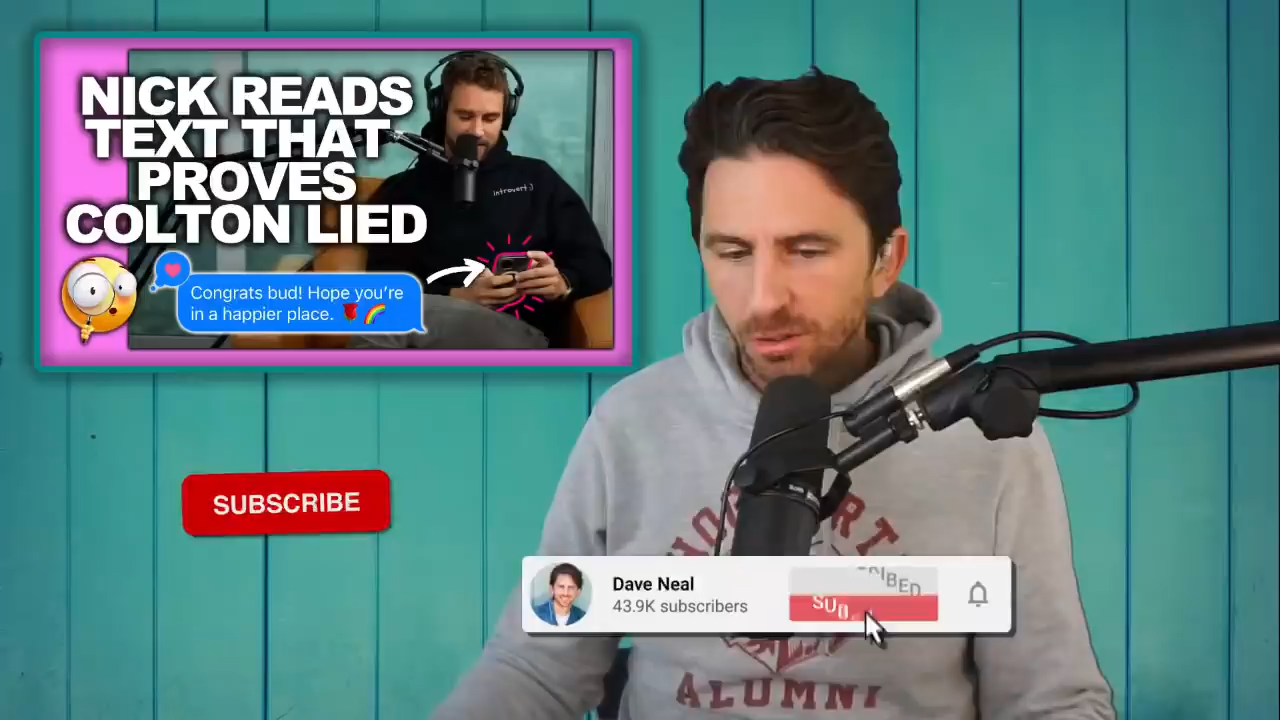 NICK READS
TEXT THAT
PROVES
COLTON LIED
introvert :)
Congrats bud! Hope you're
in a happier place.
SUBSCRIBE
Dave Neal
43.9K subscribers
ALUMNI